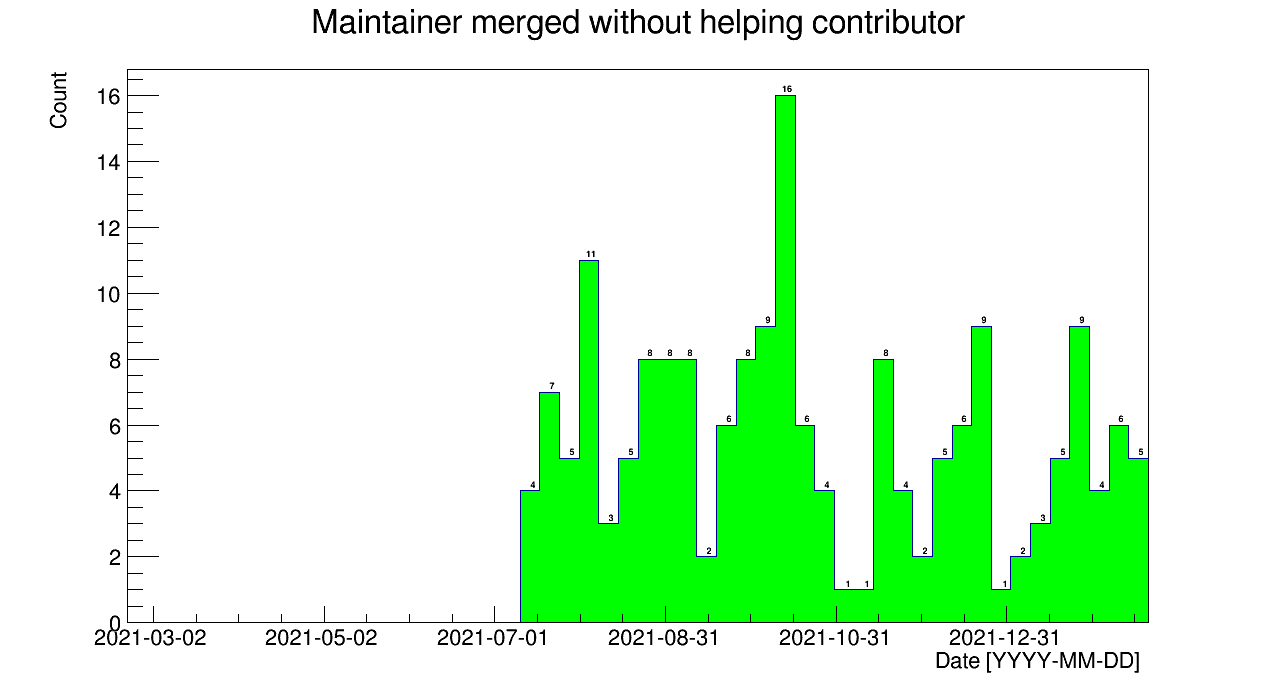 Maintainer merged without helping contributor
Count
16
14
12
10
8
6
4
2
0
4 7 5 11 3 5 8 8 8 2 6 8 9 16 6 4 1 1 8 4 2 5 6 9 1 2 3 5 9 4 6 5
2021-03-02 2021-05-02 2021-07-01 2021-08-31 2021-10-31 2021-12-31
Date [YYYY-MM-DD]